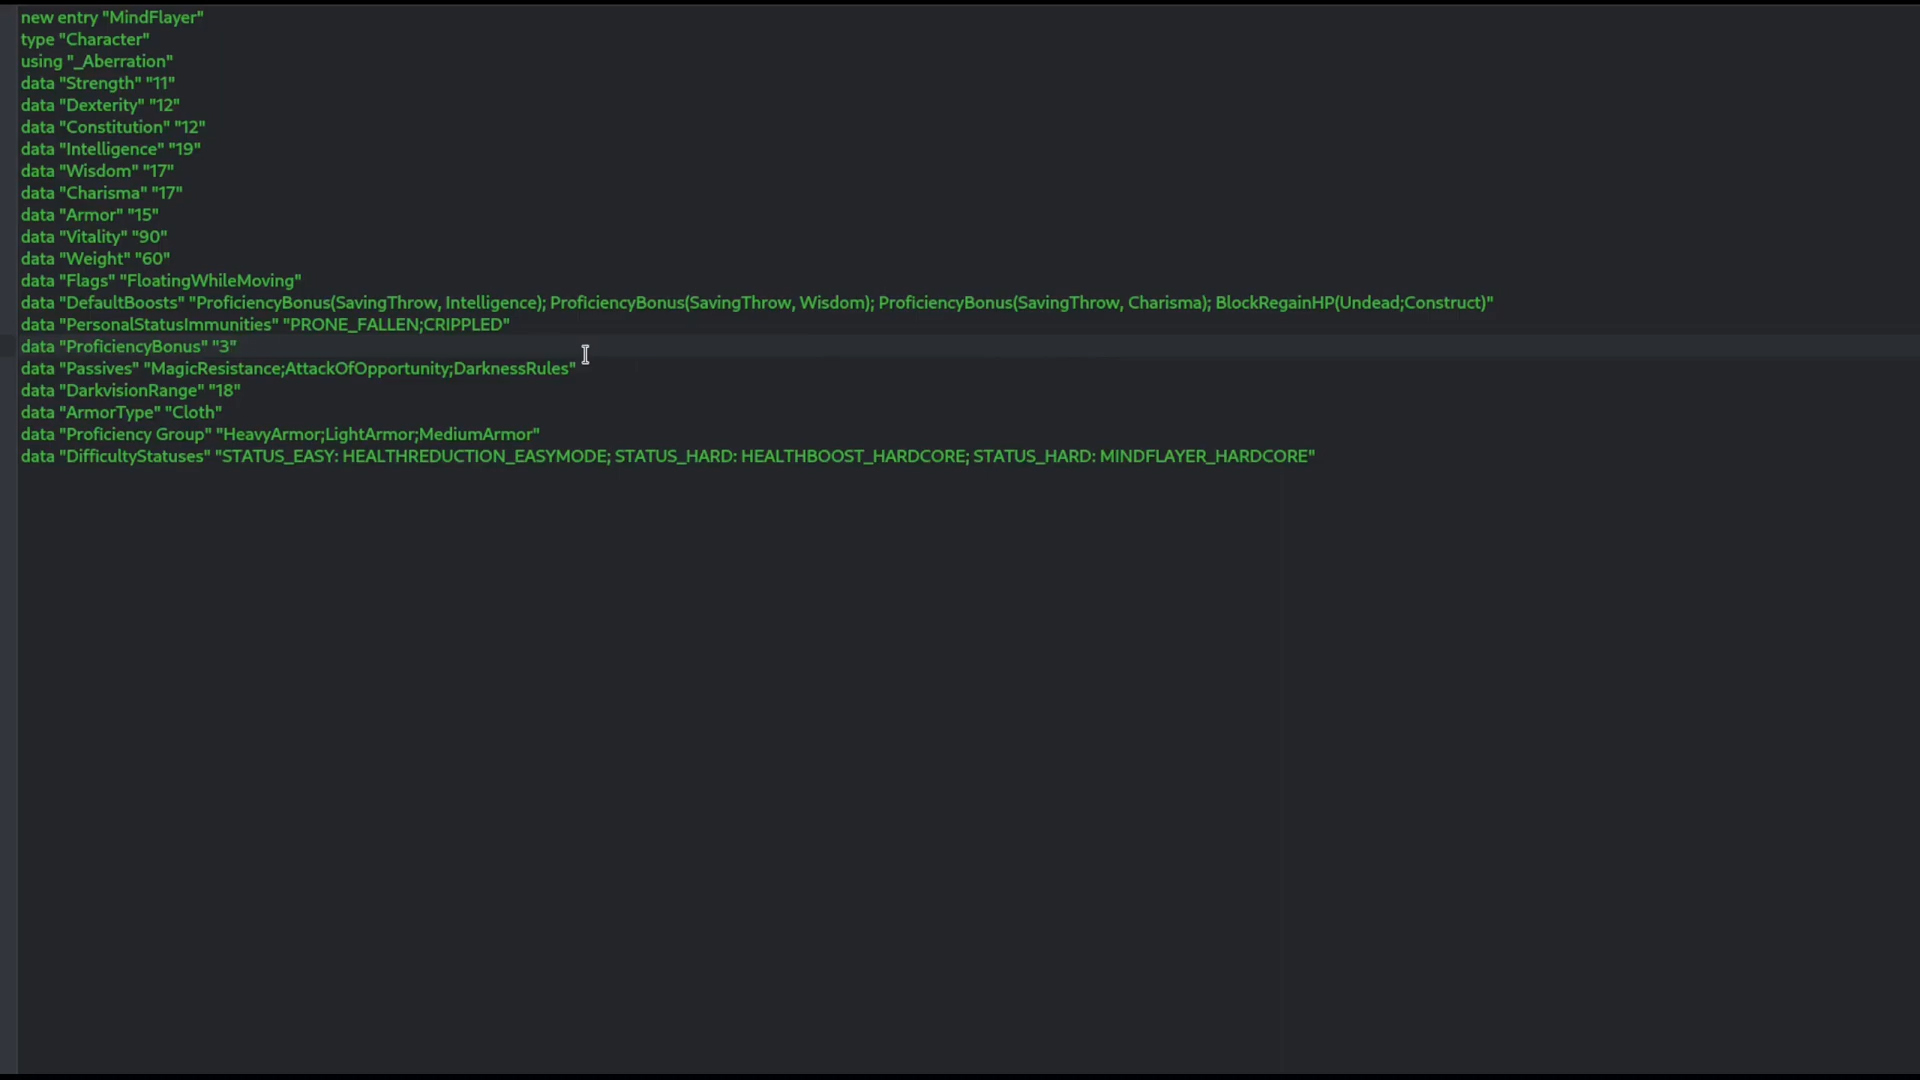 new entry "MindFlayer"
type "Character"
using "_Aberration"
data "Strength" "11"
data "Dexterity" "12"
data "Constitution" "12"
data "Intelligence" "19"
data "Wisdom" "17"
data "Charisma" "17"
data "Armor" "15"
data "Vitality" "90"
data "Weight" "60"
data "Flags" "FloatingWhileMoving"
data "DefaultBoosts" "ProficiencyBonus(SavingThrow, Intelligence); ProficiencyBonus(SavingThrow, Wisdom); ProficiencyBonus(SavingThrow, Charisma); BlockRegainHP(Undead;Construct)"
data "PersonalStatusImmunities" "PRONE_FALLEN;CRIPPLED"
data "ProficiencyBonus" "3"
data "Passives" "MagicResistance;AttackOfOpportunity;DarknessRules"
data "DarkvisionRange" "18"
data "ArmorType" "Cloth"
data "Proficiency Group" "HeavyArmor;LightArmor;MediumArmor"
data "DifficultyStatuses" "STATUS_EASY: HEALTHREDUCTION_EASYMODE; STATUS_HARD: HEALTHBOOST_HARDCORE; STATUS_HARD: MINDFLAYER_HARDCORE"